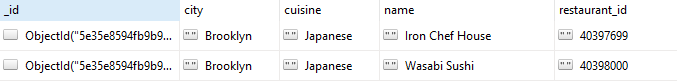 _id city cuisine name restaurant_id
ObjectId("5e35e8594fb9b9... "" Brooklyn "" Japanese "" Iron Chef House "" 40397699
ObjectId("5e35e8594fb9b9... "" Brooklyn "" Japanese "" Wasabi Sushi "" 40398000